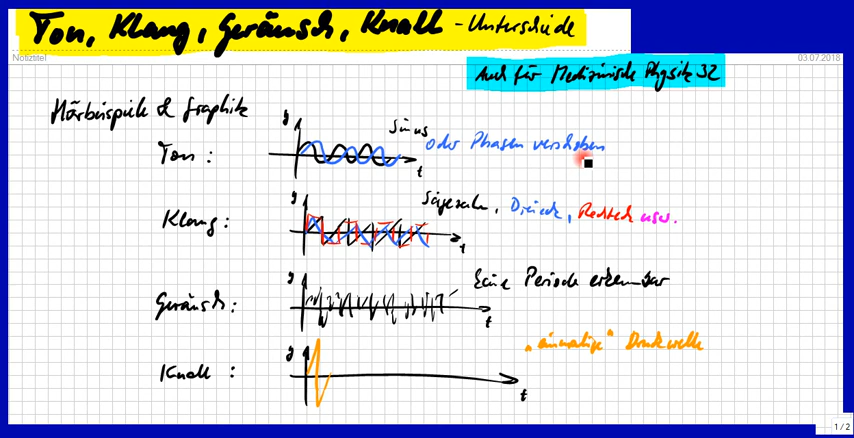 Ton, Klang, Geräusch, Knall - Unterschiede
Notiztitel
03.07.2018
Auch für Medizinische Physik 32
Hörbeispiele & Graphik
Ton :
y
t
Sinus
oder Phasen verschoben
Klang :
y
t
Sägezahn, Dreieck, Rechteck usw.
Geräusch :
y
t
Keine Periode erkennbar
Knall :
y
t
"einmalige" Druckwelle
1 / 2